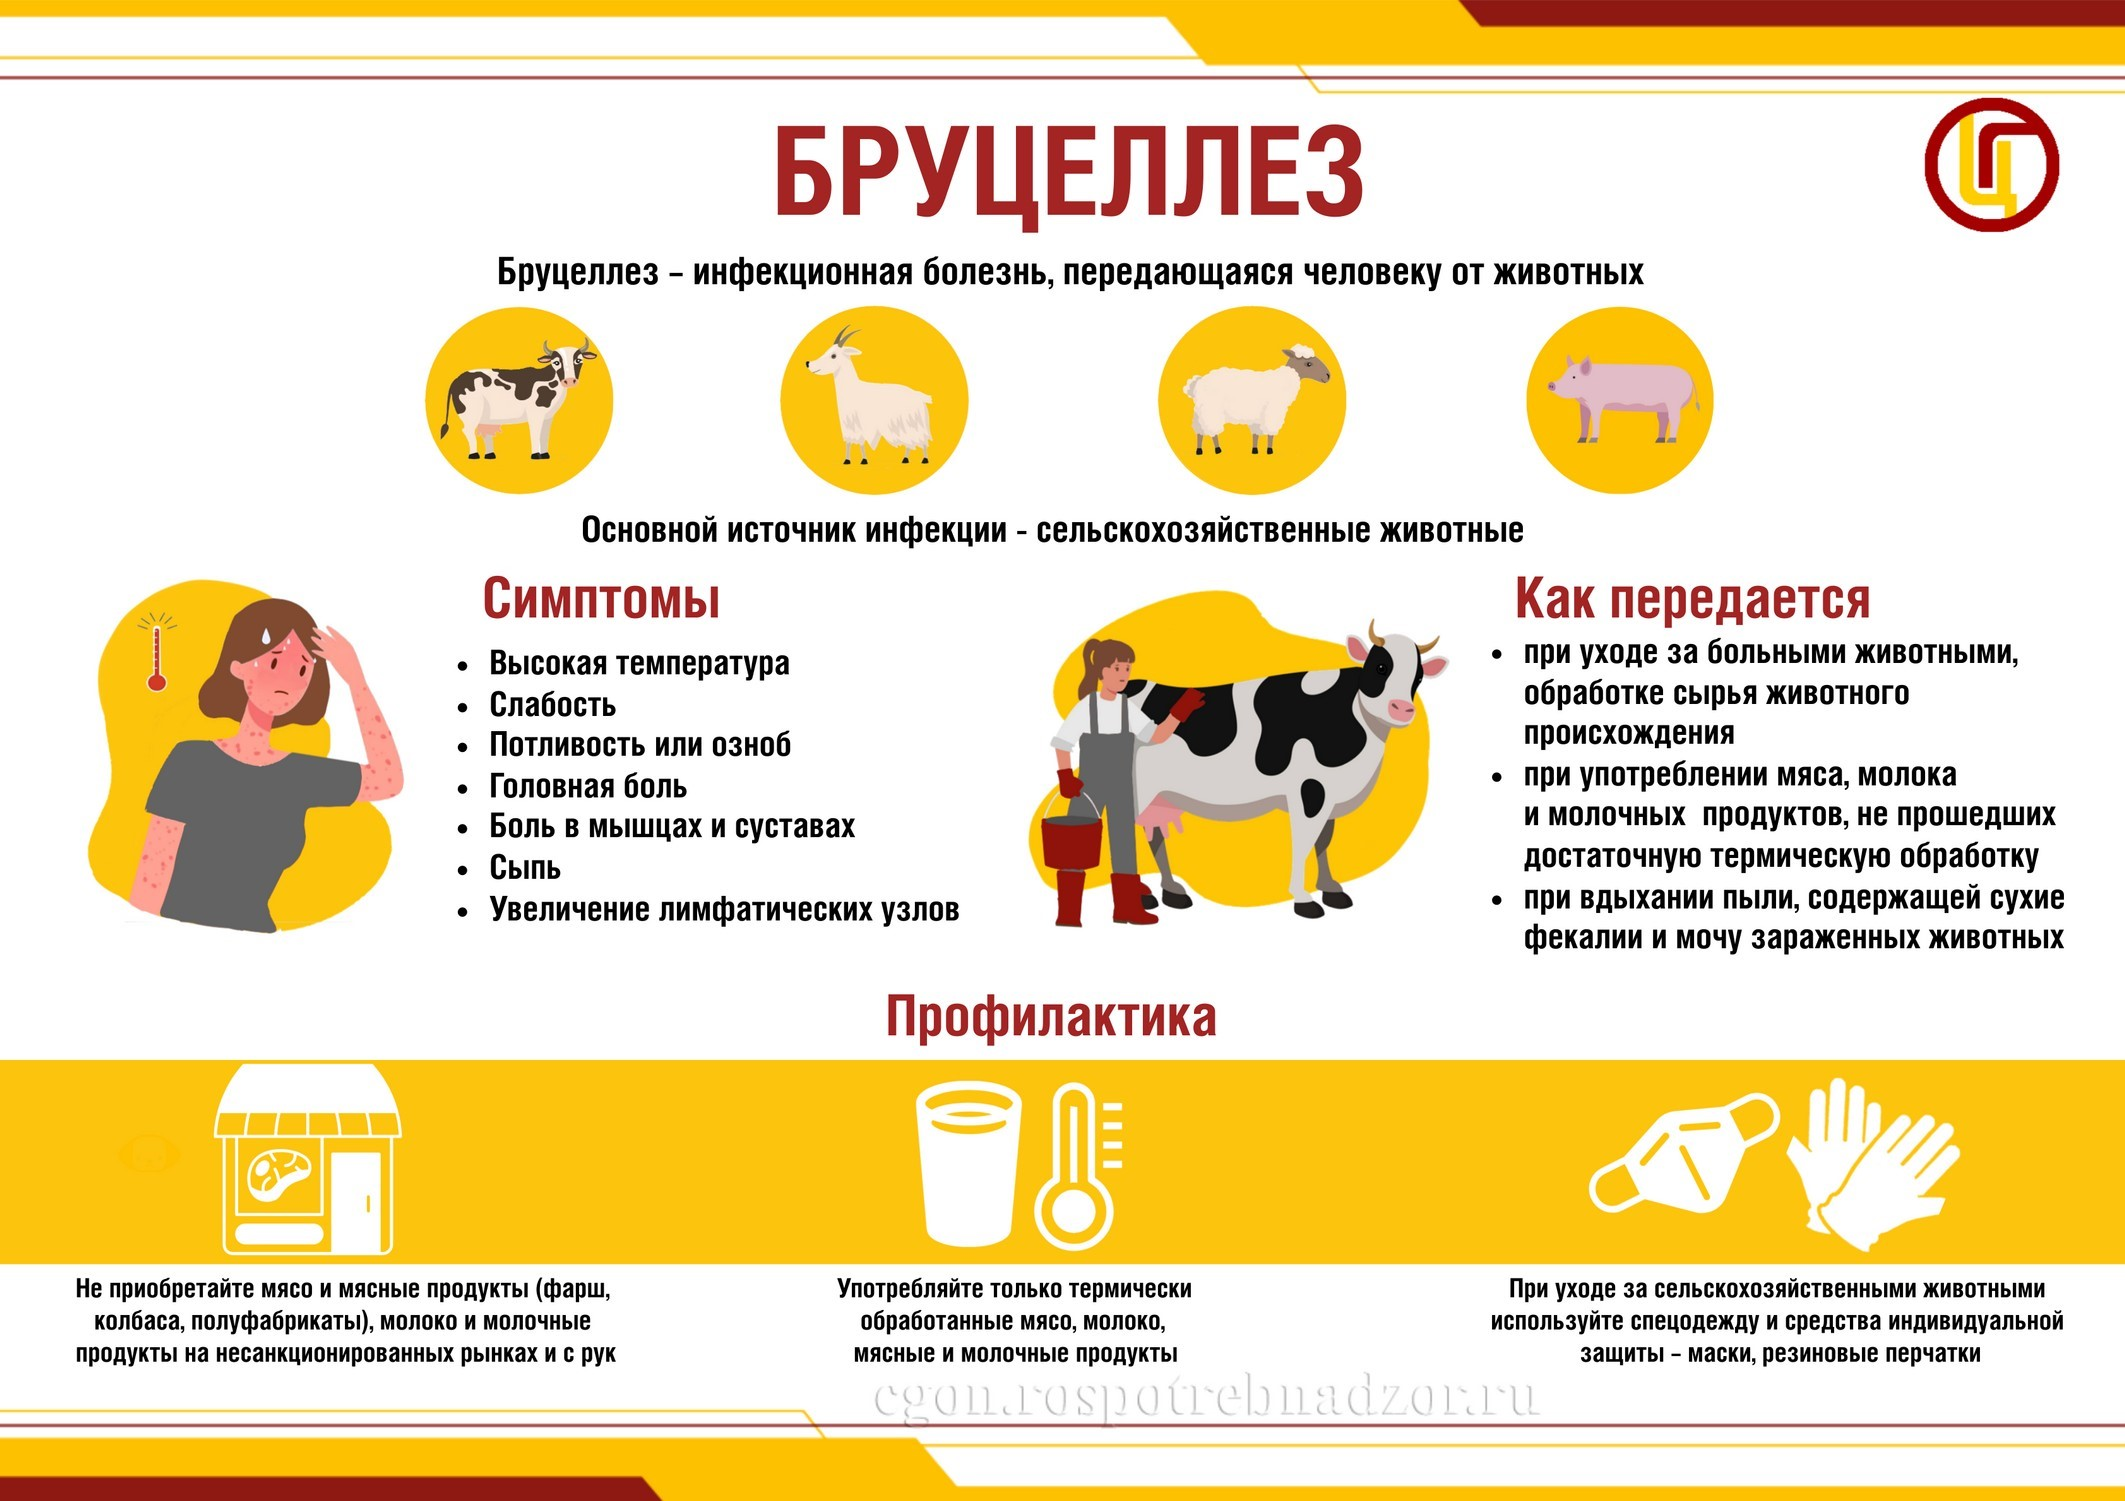 БРУЦЕЛЛЕЗ
Бруцеллез – инфекционная болезнь, передающаяся человеку от животных
Основной источник инфекции - сельскохозяйственные животные
Симптомы
• Высокая температура
• Слабость
• Потливость или озноб
• Головная боль
• Боль в мышцах и суставах
• Сыпь
• Увеличение лимфатических узлов
Как передается
• при уходе за больными животными,
обработке сырья животного
происхождения
• при употреблении мяса, молока
и молочных продуктов, не прошедших
достаточную термическую обработку
• при вдыхании пыли, содержащей сухие
фекалии и мочу зараженных животных
Профилактика
Не приобретайте мясо и мясные продукты (фарш,
колбаса, полуфабрикаты), молоко и молочные
продукты на несанкционированных рынках и с рук
Употребляйте только термически
обработанные мясо, молоко,
мясные и молочные продукты
При уходе за сельскохозяйственными животными
используйте спецодежду и средства индивидуальной
защиты – маски, резиновые перчатки
cgon.rospotrebnadzor.ru